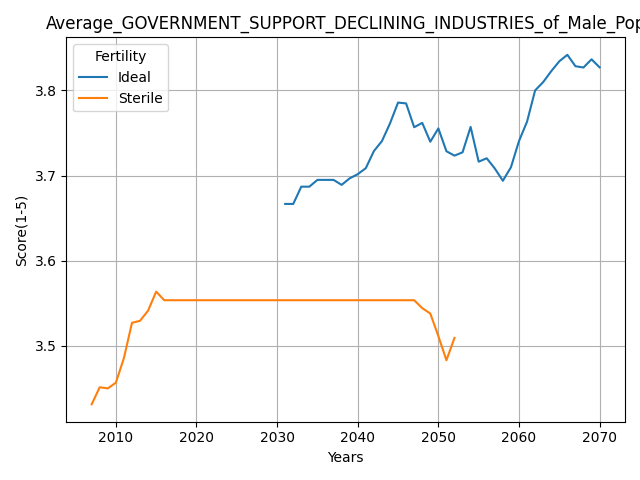 Average_GOVERNMENT_SUPPORT_DECLINING_INDUSTRIES_of_Male_Pop
Fertility
Ideal
Sterile
Score(1-5)
3.8
3.7
3.6
3.5
2010 2020 2030 2040 2050 2060 2070
Years